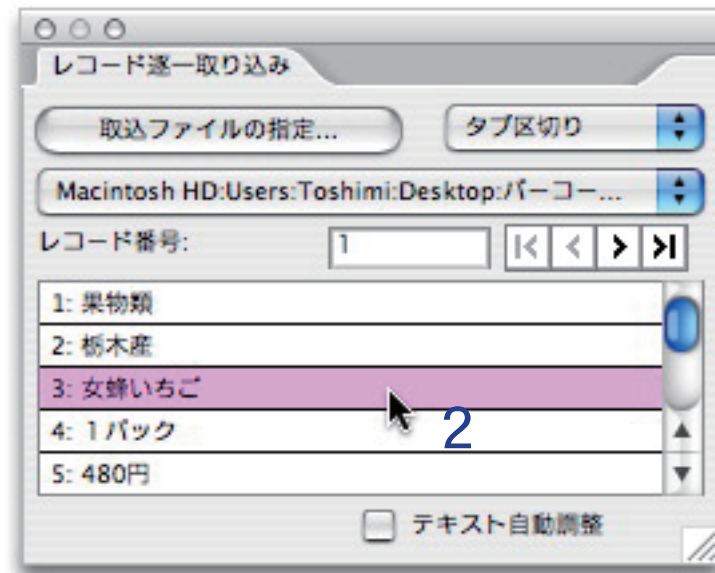 レコード逐一取り込み
取込ファイルの指定...
タブ区切り
Macintosh HD:Users:Toshimi:Desktop:バーコー...
レコード番号:
1
1: 果物類
2: 栃木産
3: 女蜂いちご
2
4: 1パック
5: 480円
テキスト自動調整